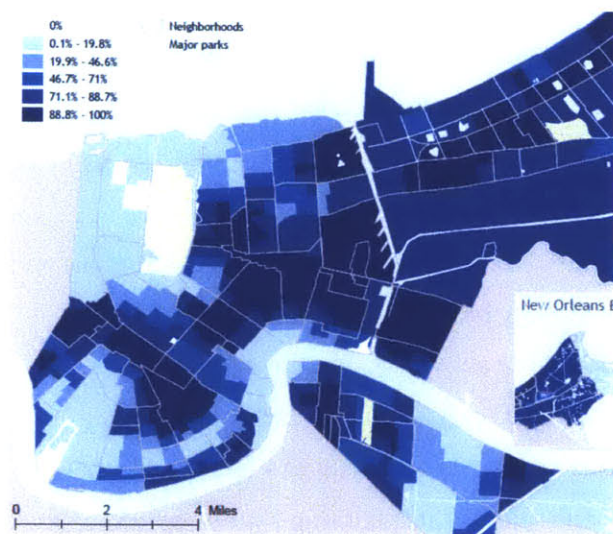 0%
0.1% - 19.8%
19.9% - 46.6%
46.7% - 71%
71.1% - 88.7%
88.8% - 100%
Neighborhoods
Major parks
New Orleans E
0 2 4 Miles